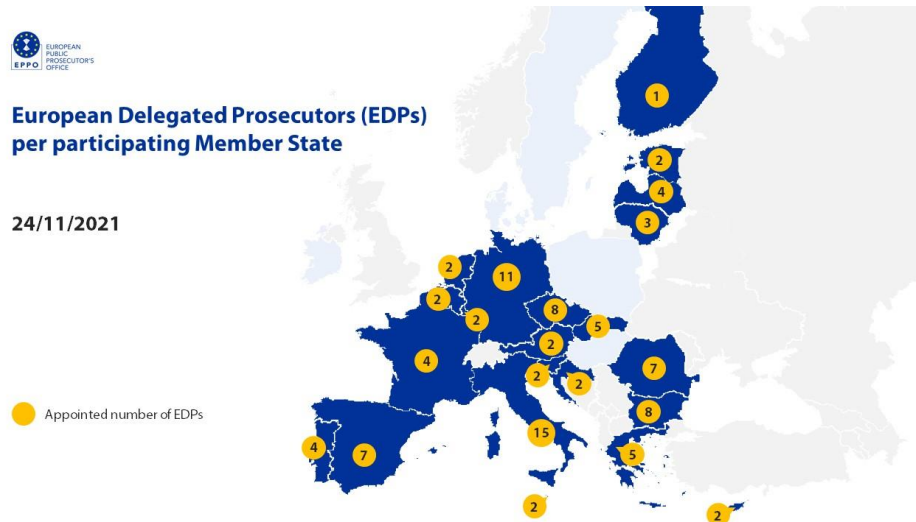 EUROPEAN
PUBLIC
PROSECUTOR'S
OFFICE
EPPO
European Delegated Prosecutors (EDPs)
per participating Member State
24/11/2021
1
2
4
3
2
11
2
2
8
5
2
4
2
2
7
8
15
4
7
5
2
2
Appointed number of EDPs